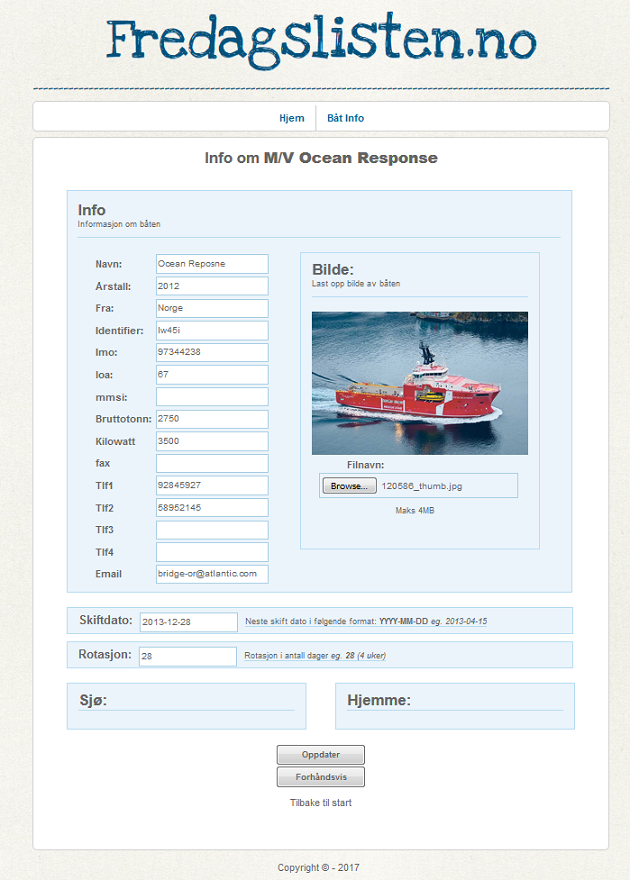 Fredagslisten.no
Hjem Båt Info
Info om M/V Ocean Response
Info
Informasjon om båten
Navn: Ocean Reposne
Årstall: 2012
Fra: Norge
Identifier: lw45i
Imo: 97344238
loa: 67
mmsi:
Bruttotonn: 2750
Kilowatt 3500
fax
Tlf1 92845927
Tlf2 58952145
Tlf3
Tlf4
Email bridge-or@atlantic.com
Bilde:
Last opp bilde av båten
Filnavn:
Browse... 120586_thumb.jpg
Maks 4MB
Skiftdato: 2013-12-28 Neste skift dato i følgende format: YYYY-MM-DD eg. 2013-04-15
Rotasjon: 28 Rotasjon i antall dager eg. 28 (4 uker)
Sjø:
Hjemme:
Oppdater
Forhåndsvis
Tilbake til start
Copyright © - 2017